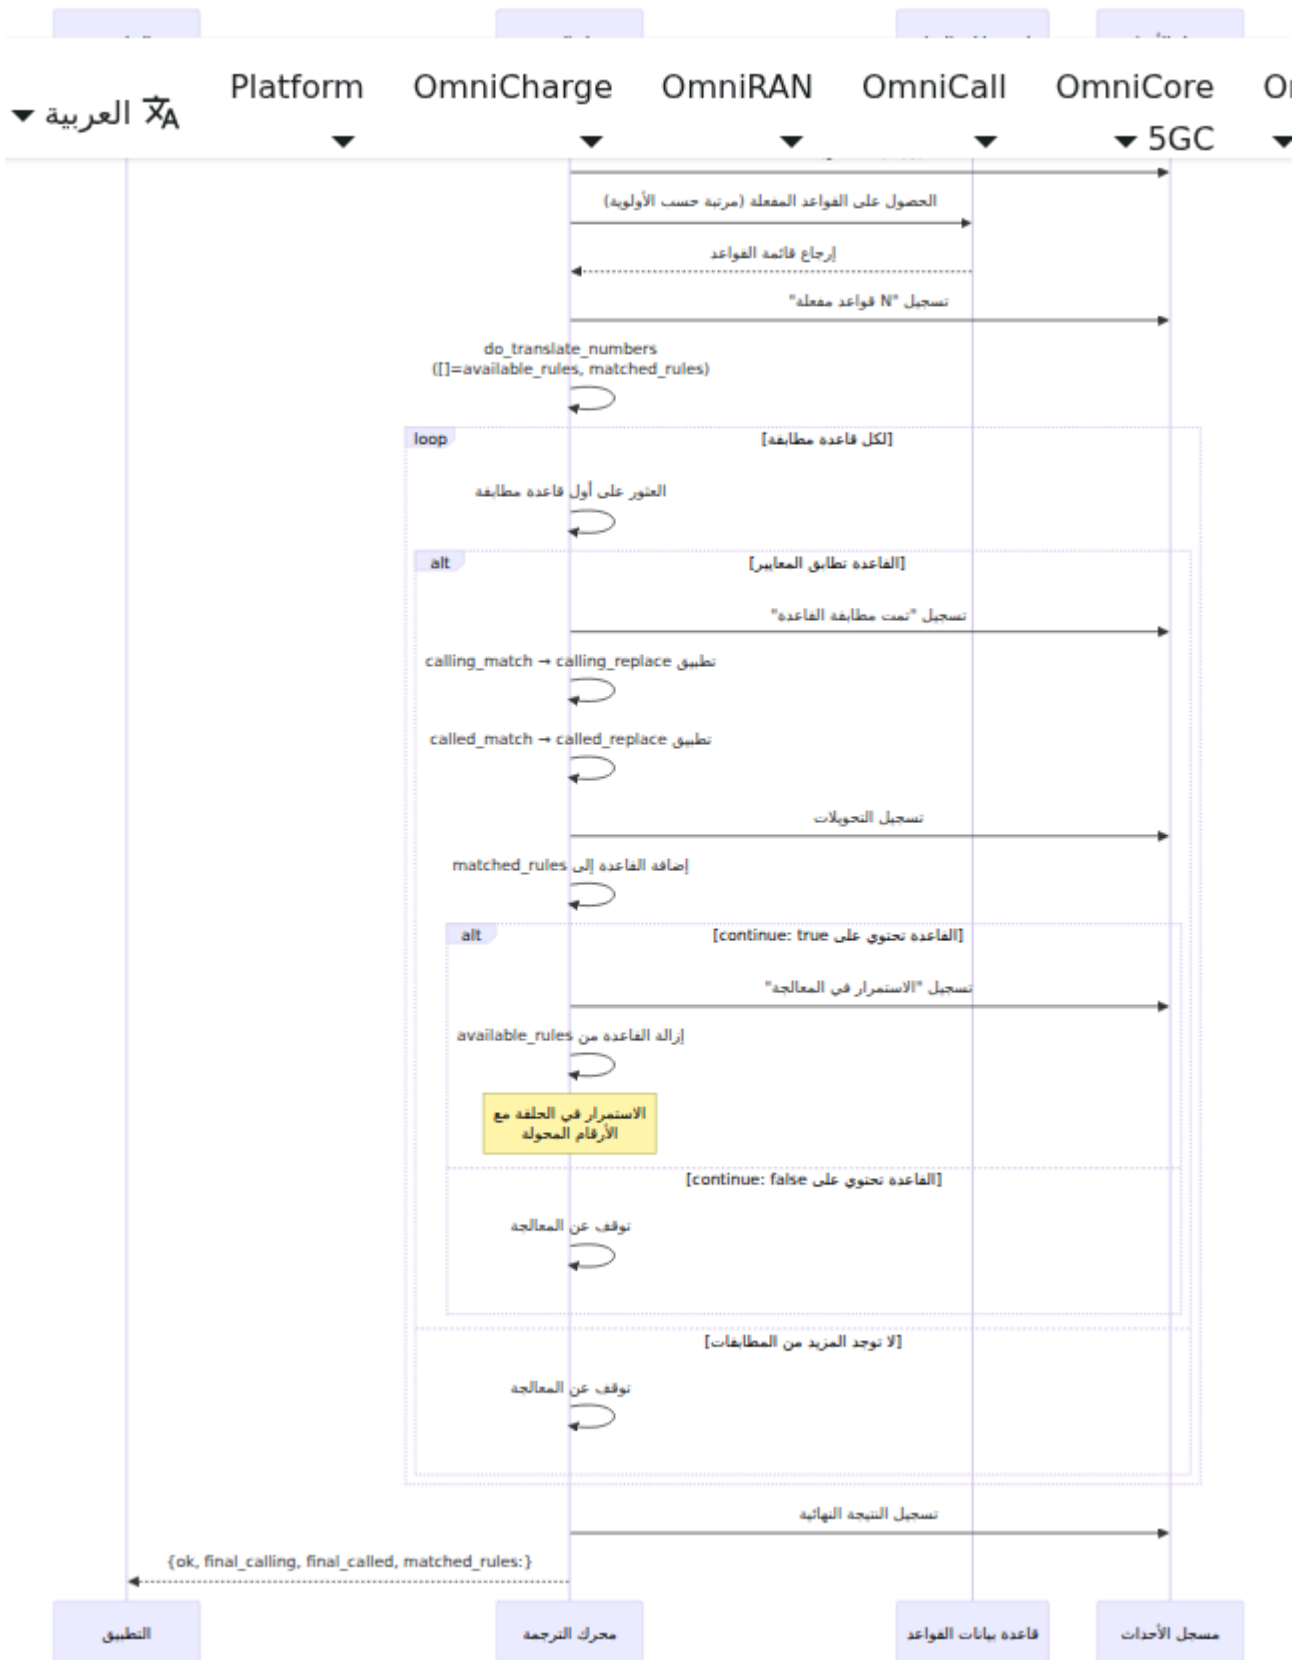 العربية
Platform
OmniCharge
OmniRAN
OmniCall
OmniCore
5GC
الحصول على القواعد المفعلة (مرتبة حسب الأولوية)
إرجاع قائمة القواعد
تسجيل "N قواعد مفعلة"
do_translate_numbers
([]=available_rules, matched_rules)
loop
[لكل قاعدة مطابقة]
العثور على أول قاعدة مطابقة
alt
[القاعدة تطابق المعايير]
تسجيل "تمت مطابقة القاعدة"
تطبيق calling_match → calling_replace
تطبيق called_match → called_replace
تسجيل التحويلات
إضافة القاعدة إلى matched_rules
alt
[القاعدة تحتوي على continue: true]
تسجيل "الاستمرار في المعالجة"
إزالة القاعدة من available_rules
الاستمرار في الحلقة مع
الأرقام المحولة
[القاعدة تحتوي على continue: false]
توقف عن المعالجة
[لا توجد المزيد من المطابقات]
توقف عن المعالجة
تسجيل النتيجة النهائية
{ok, final_calling, final_called, matched_rules:}
التطبيق
محرك الترجمة
قاعدة بيانات القواعد
مسجل الأحداث